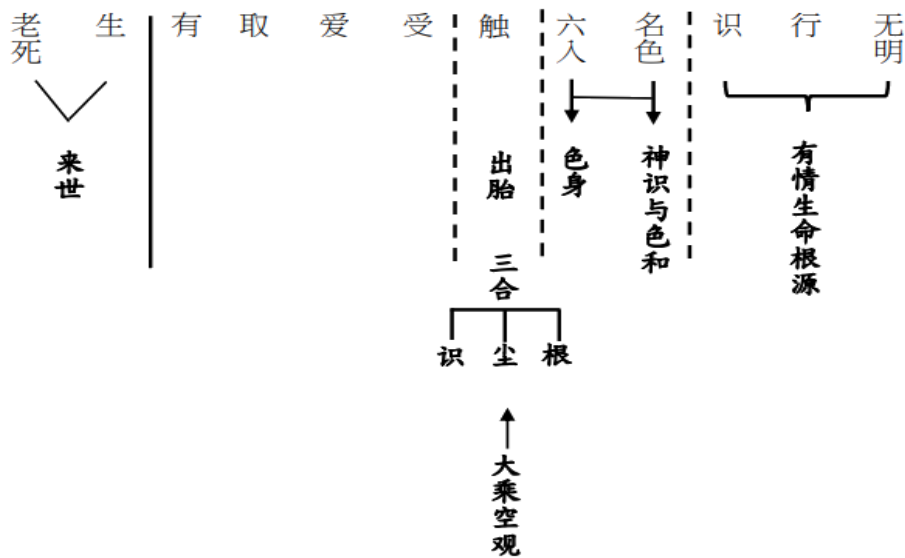 老死 生 有 取 爱 受 触 六入 名色 识 行 无明
来世
出胎
色身
神识与色和
有情生命根源
三合
识 尘 根
大乘空观